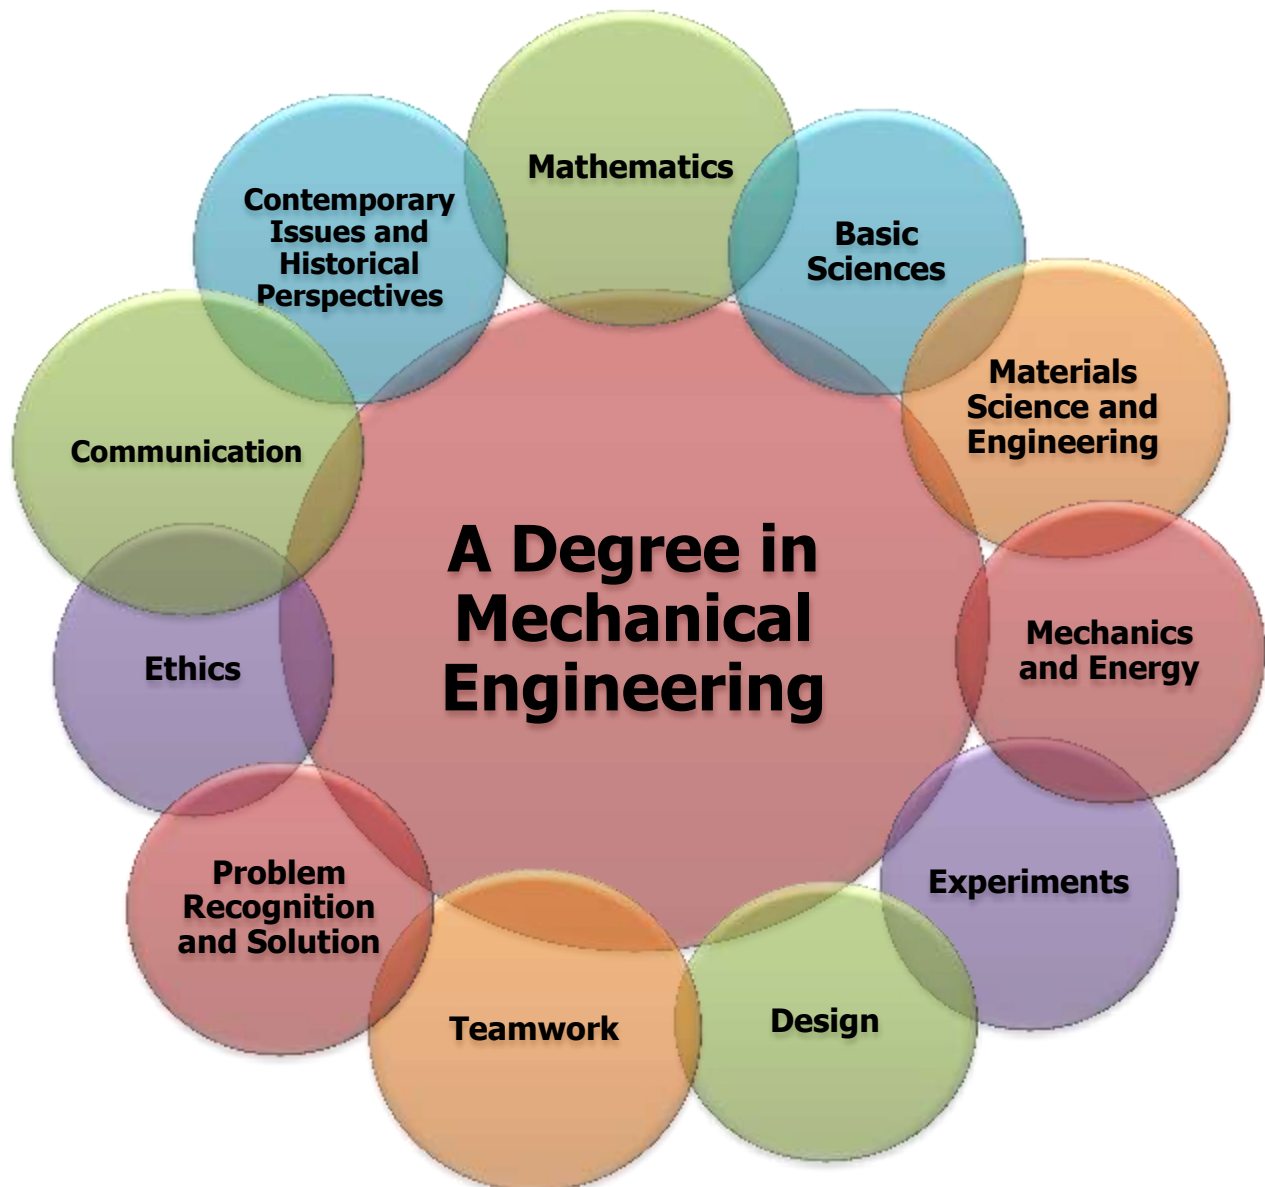 Mathematics
Basic
Sciences
Materials
Science and
Engineering
Mechanics
and Energy
Experiments
Design
Teamwork
Problem
Recognition
and Solution
Ethics
Communication
Contemporary
Issues and
Historical
Perspectives
A Degree in
Mechanical
Engineering